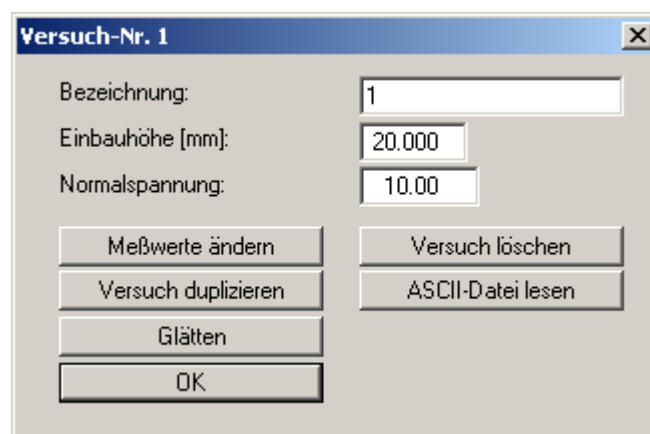 Versuch-Nr. 1
Bezeichnung: 1
Einbauhöhe [mm]: 20.000
Normalspannung: 10.00
Meßwerte ändern Versuch löschen
Versuch duplizieren ASCII-Datei lesen
Glätten
OK